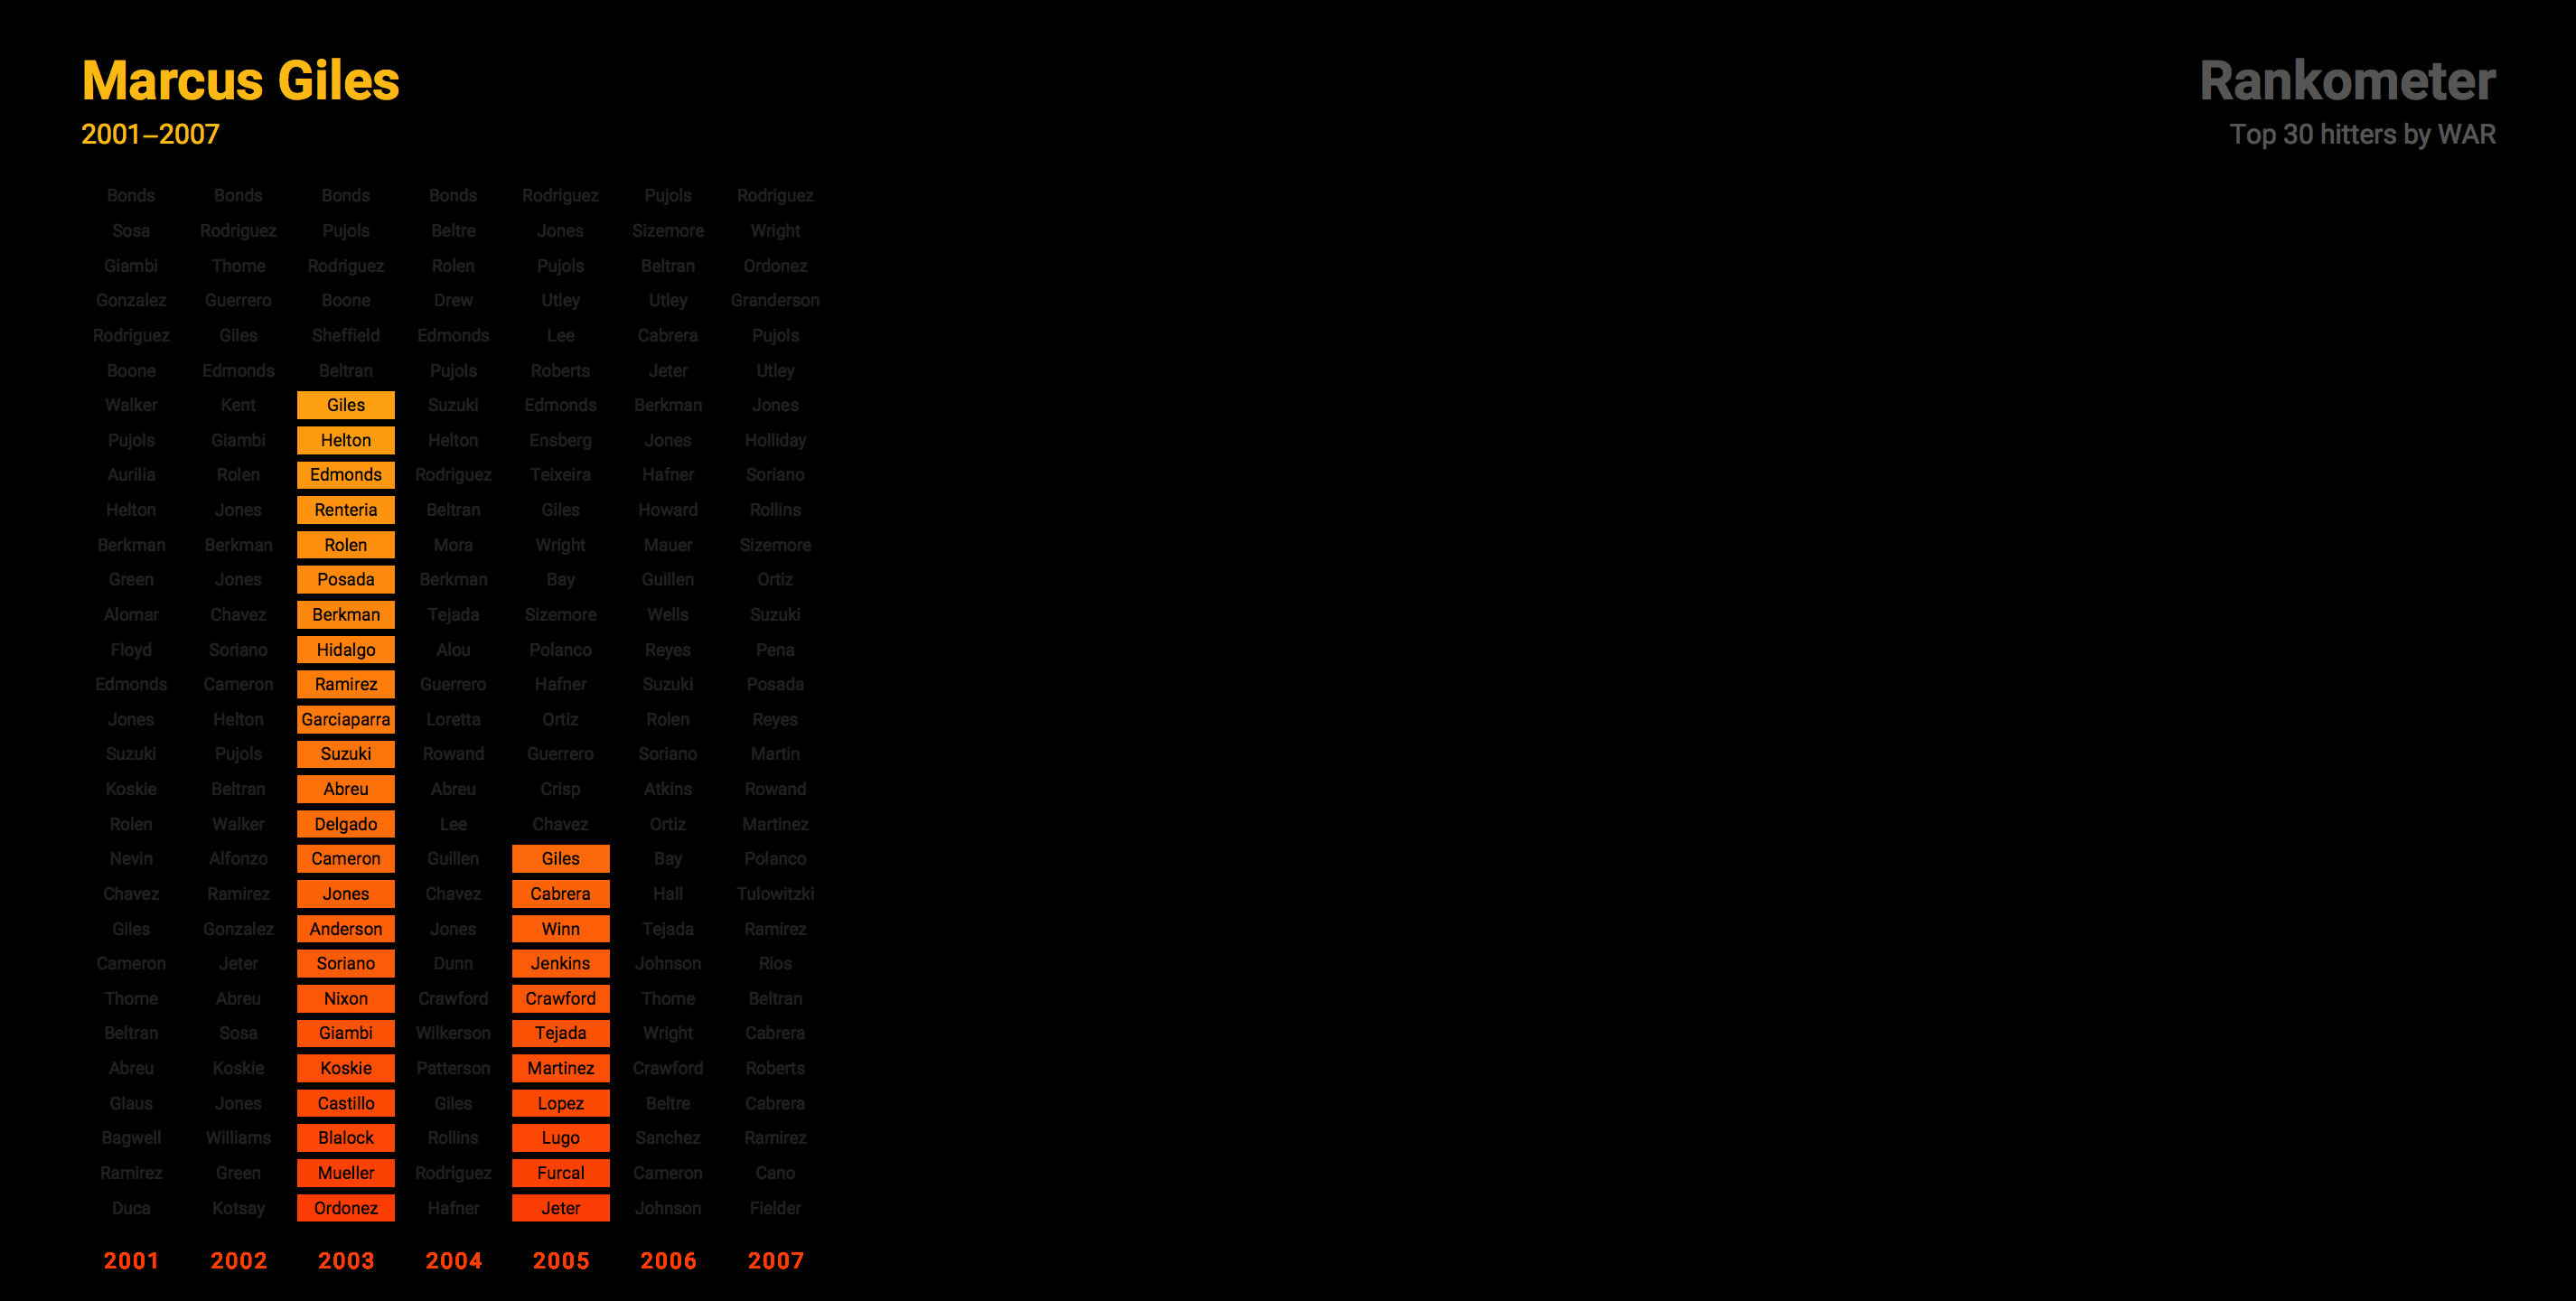 Marcus Giles
2001–2007
Rankometer
Top 30 hitters by WAR
Bonds Bonds Bonds Bonds Rodriguez Pujols Rodriguez
Sosa Rodriguez Pujols Beltre Jones Sizemore Wright
Giambi Thome Rodriguez Rolen Pujols Beltran Ordonez
Gonzalez Guerrero Boone Drew Utley Utley Granderson
Rodriguez Giles Sheffield Edmonds Lee Cabrera Pujols
Boone Edmonds Beltran Pujols Roberts Jeter Utley
Walker Kent Giles Suzuki Edmonds Berkman Jones
Pujols Giambi Helton Helton Ensberg Jones Holliday
Aurilia Rolen Edmonds Rodriguez Teixeira Hafner Soriano
Helton Jones Renteria Beltran Giles Howard Rollins
Berkman Berkman Rolen Mora Wright Mauer Sizemore
Green Jones Posada Berkman Bay Guillen Ortiz
Alomar Chavez Berkman Tejada Sizemore Wells Suzuki
Floyd Soriano Hidalgo Alou Polanco Reyes Pena
Edmonds Cameron Ramirez Guerrero Hafner Suzuki Posada
Jones Helton Garciaparra Loretta Ortiz Rolen Reyes
Suzuki Pujols Suzuki Rowand Guerrero Soriano Martin
Koskie Beltran Abreu Abreu Crisp Atkins Rowand
Rolen Walker Delgado Lee Chavez Ortiz Martinez
Nevin Alfonzo Cameron Guillen Giles Bay Polanco
Chavez Ramirez Jones Chavez Cabrera Hall Tulowitzki
Giles Gonzalez Anderson Jones Winn Tejada Ramirez
Cameron Jeter Soriano Dunn Jenkins Johnson Rios
Thome Abreu Nixon Crawford Crawford Thome Beltran
Beltran Sosa Giambi Wilkerson Tejada Wright Cabrera
Abreu Koskie Koskie Patterson Martinez Crawford Roberts
Glaus Jones Castillo Giles Lopez Beltre Cabrera
Bagwell Williams Blalock Rollins Lugo Sanchez Ramirez
Ramirez Green Mueller Rodriguez Furcal Cameron Cano
Duca Kotsay Ordonez Hafner Jeter Johnson Fielder
2001 2002 2003 2004 2005 2006 2007